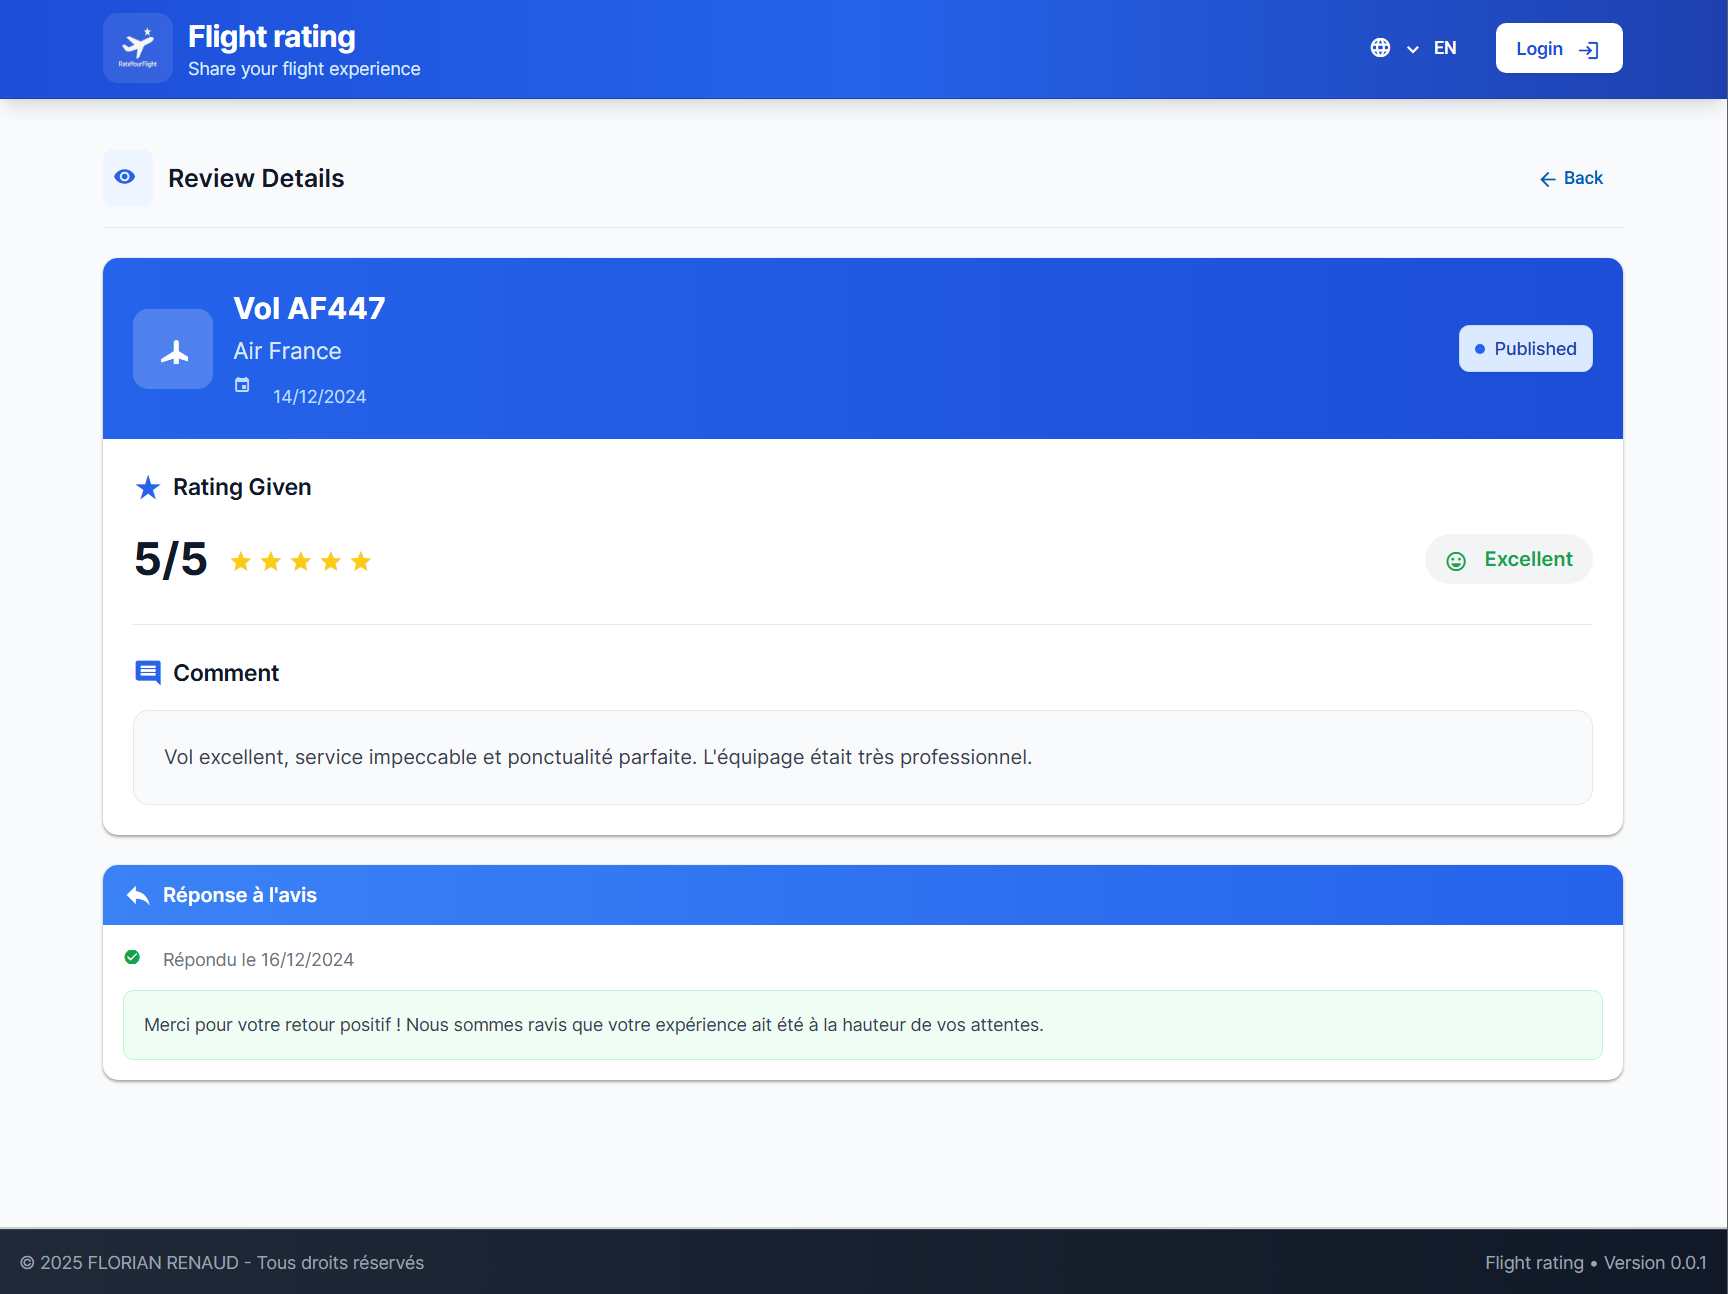 RateYourFlight
Flight rating
Share your flight experience
EN
Login
Review Details
Back
Vol AF447
Air France
14/12/2024
Published
Rating Given
5/5
Excellent
Comment
Vol excellent, service impeccable et ponctualité parfaite. L'équipage était très professionnel.
Réponse à l'avis
Répondu le 16/12/2024
Merci pour votre retour positif ! Nous sommes ravis que votre expérience ait été à la hauteur de vos attentes.
© 2025 FLORIAN RENAUD - Tous droits réservés
Flight rating • Version 0.0.1